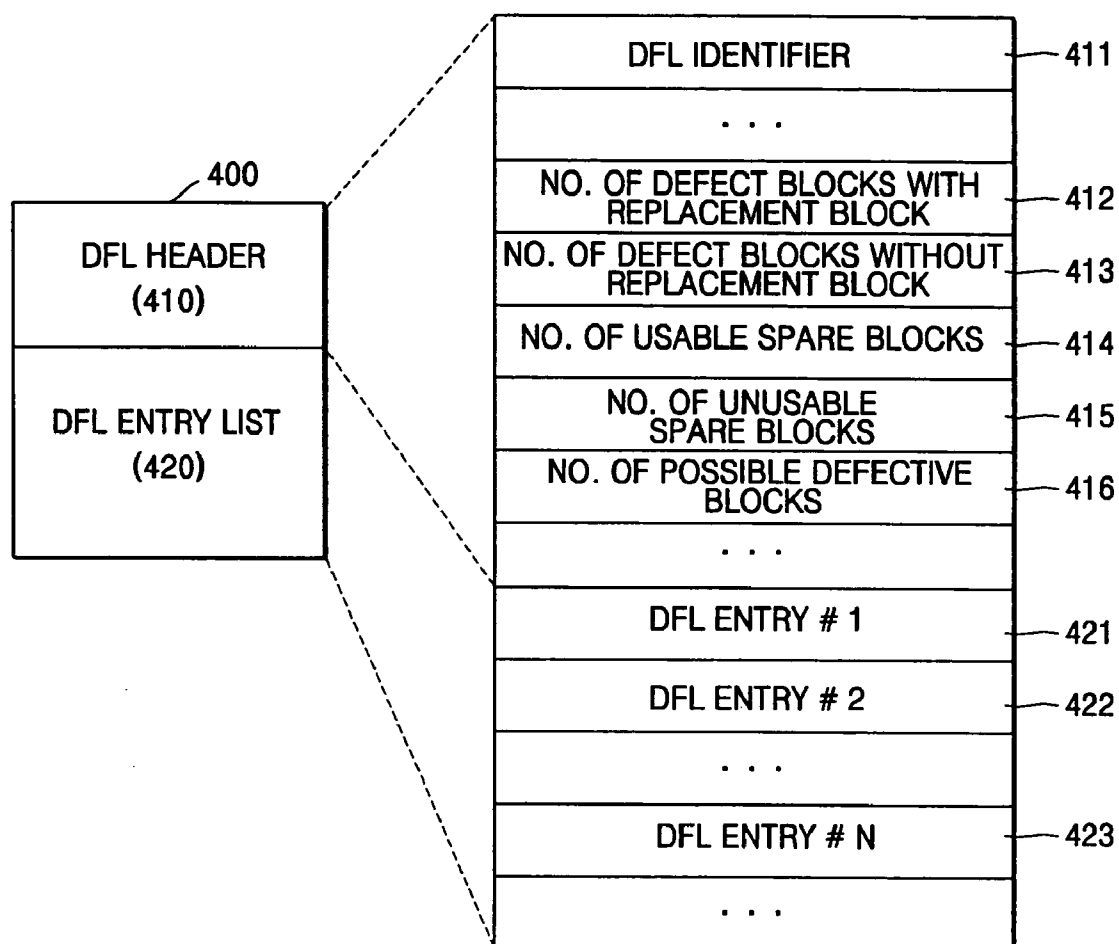 400
DFL HEADER
(410)
DFL ENTRY LIST
(420)
DFL IDENTIFIER
411
. . .
NO. OF DEFECT BLOCKS WITH
REPLACEMENT BLOCK
412
NO. OF DEFECT BLOCKS WITHOUT
REPLACEMENT BLOCK
413
NO. OF USABLE SPARE BLOCKS
414
NO. OF UNUSABLE
SPARE BLOCKS
415
NO. OF POSSIBLE DEFECTIVE
BLOCKS
416
. . .
DFL ENTRY # 1
421
DFL ENTRY # 2
422
. . .
DFL ENTRY # N
423
. . .